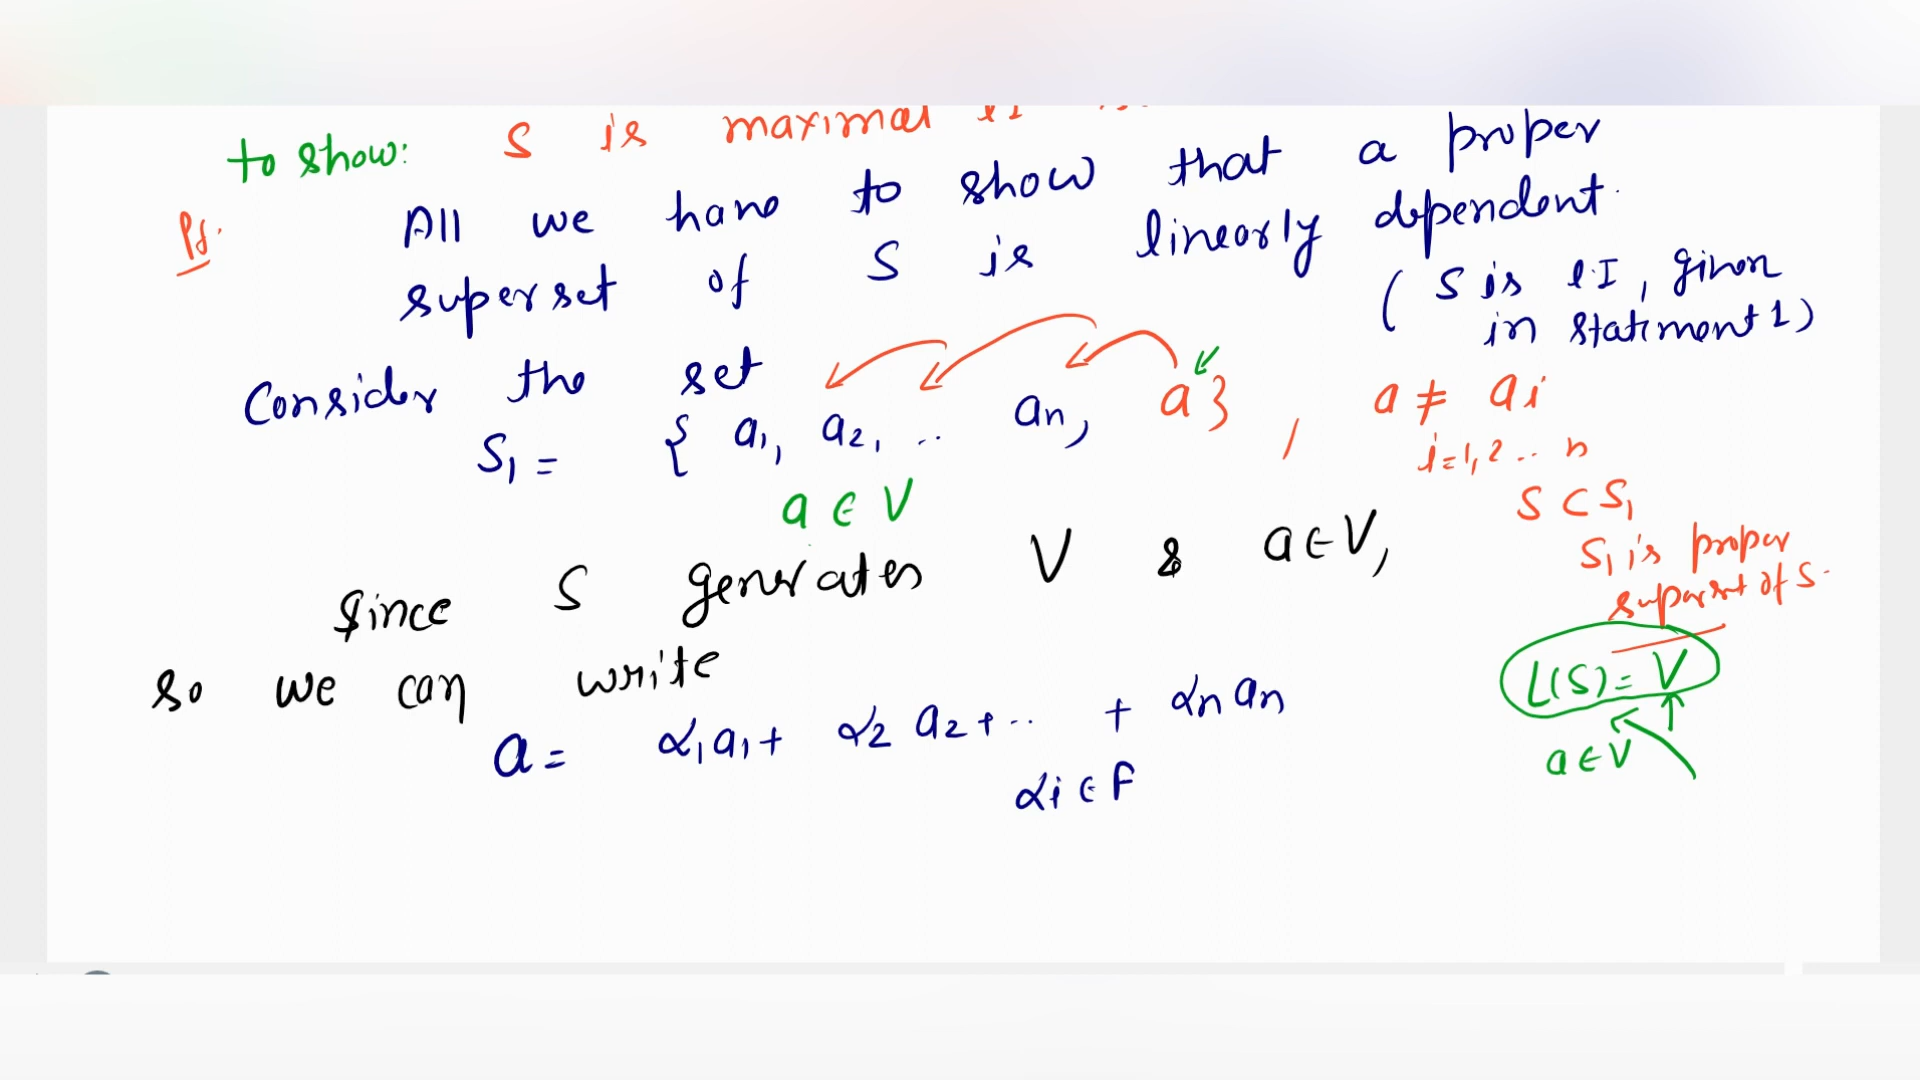 to show: S is maximal lI
Pf. All we have to show that a proper
superset of S is linearly dependent.
( S is l.I, given
in statement 1)
Consider the set
S₁ = { a₁, a₂, .. an, a} , a ≠ ai
i=1,2 .. n
a ∈ V
S ⊂ S₁
S₁ is proper
superset of S.
Since S generates V & a∈V,
so we can write
L(S) = V
a = α₁a₁ + α₂ a₂ + .. + αn an
a ∈ V
αi ∈ F